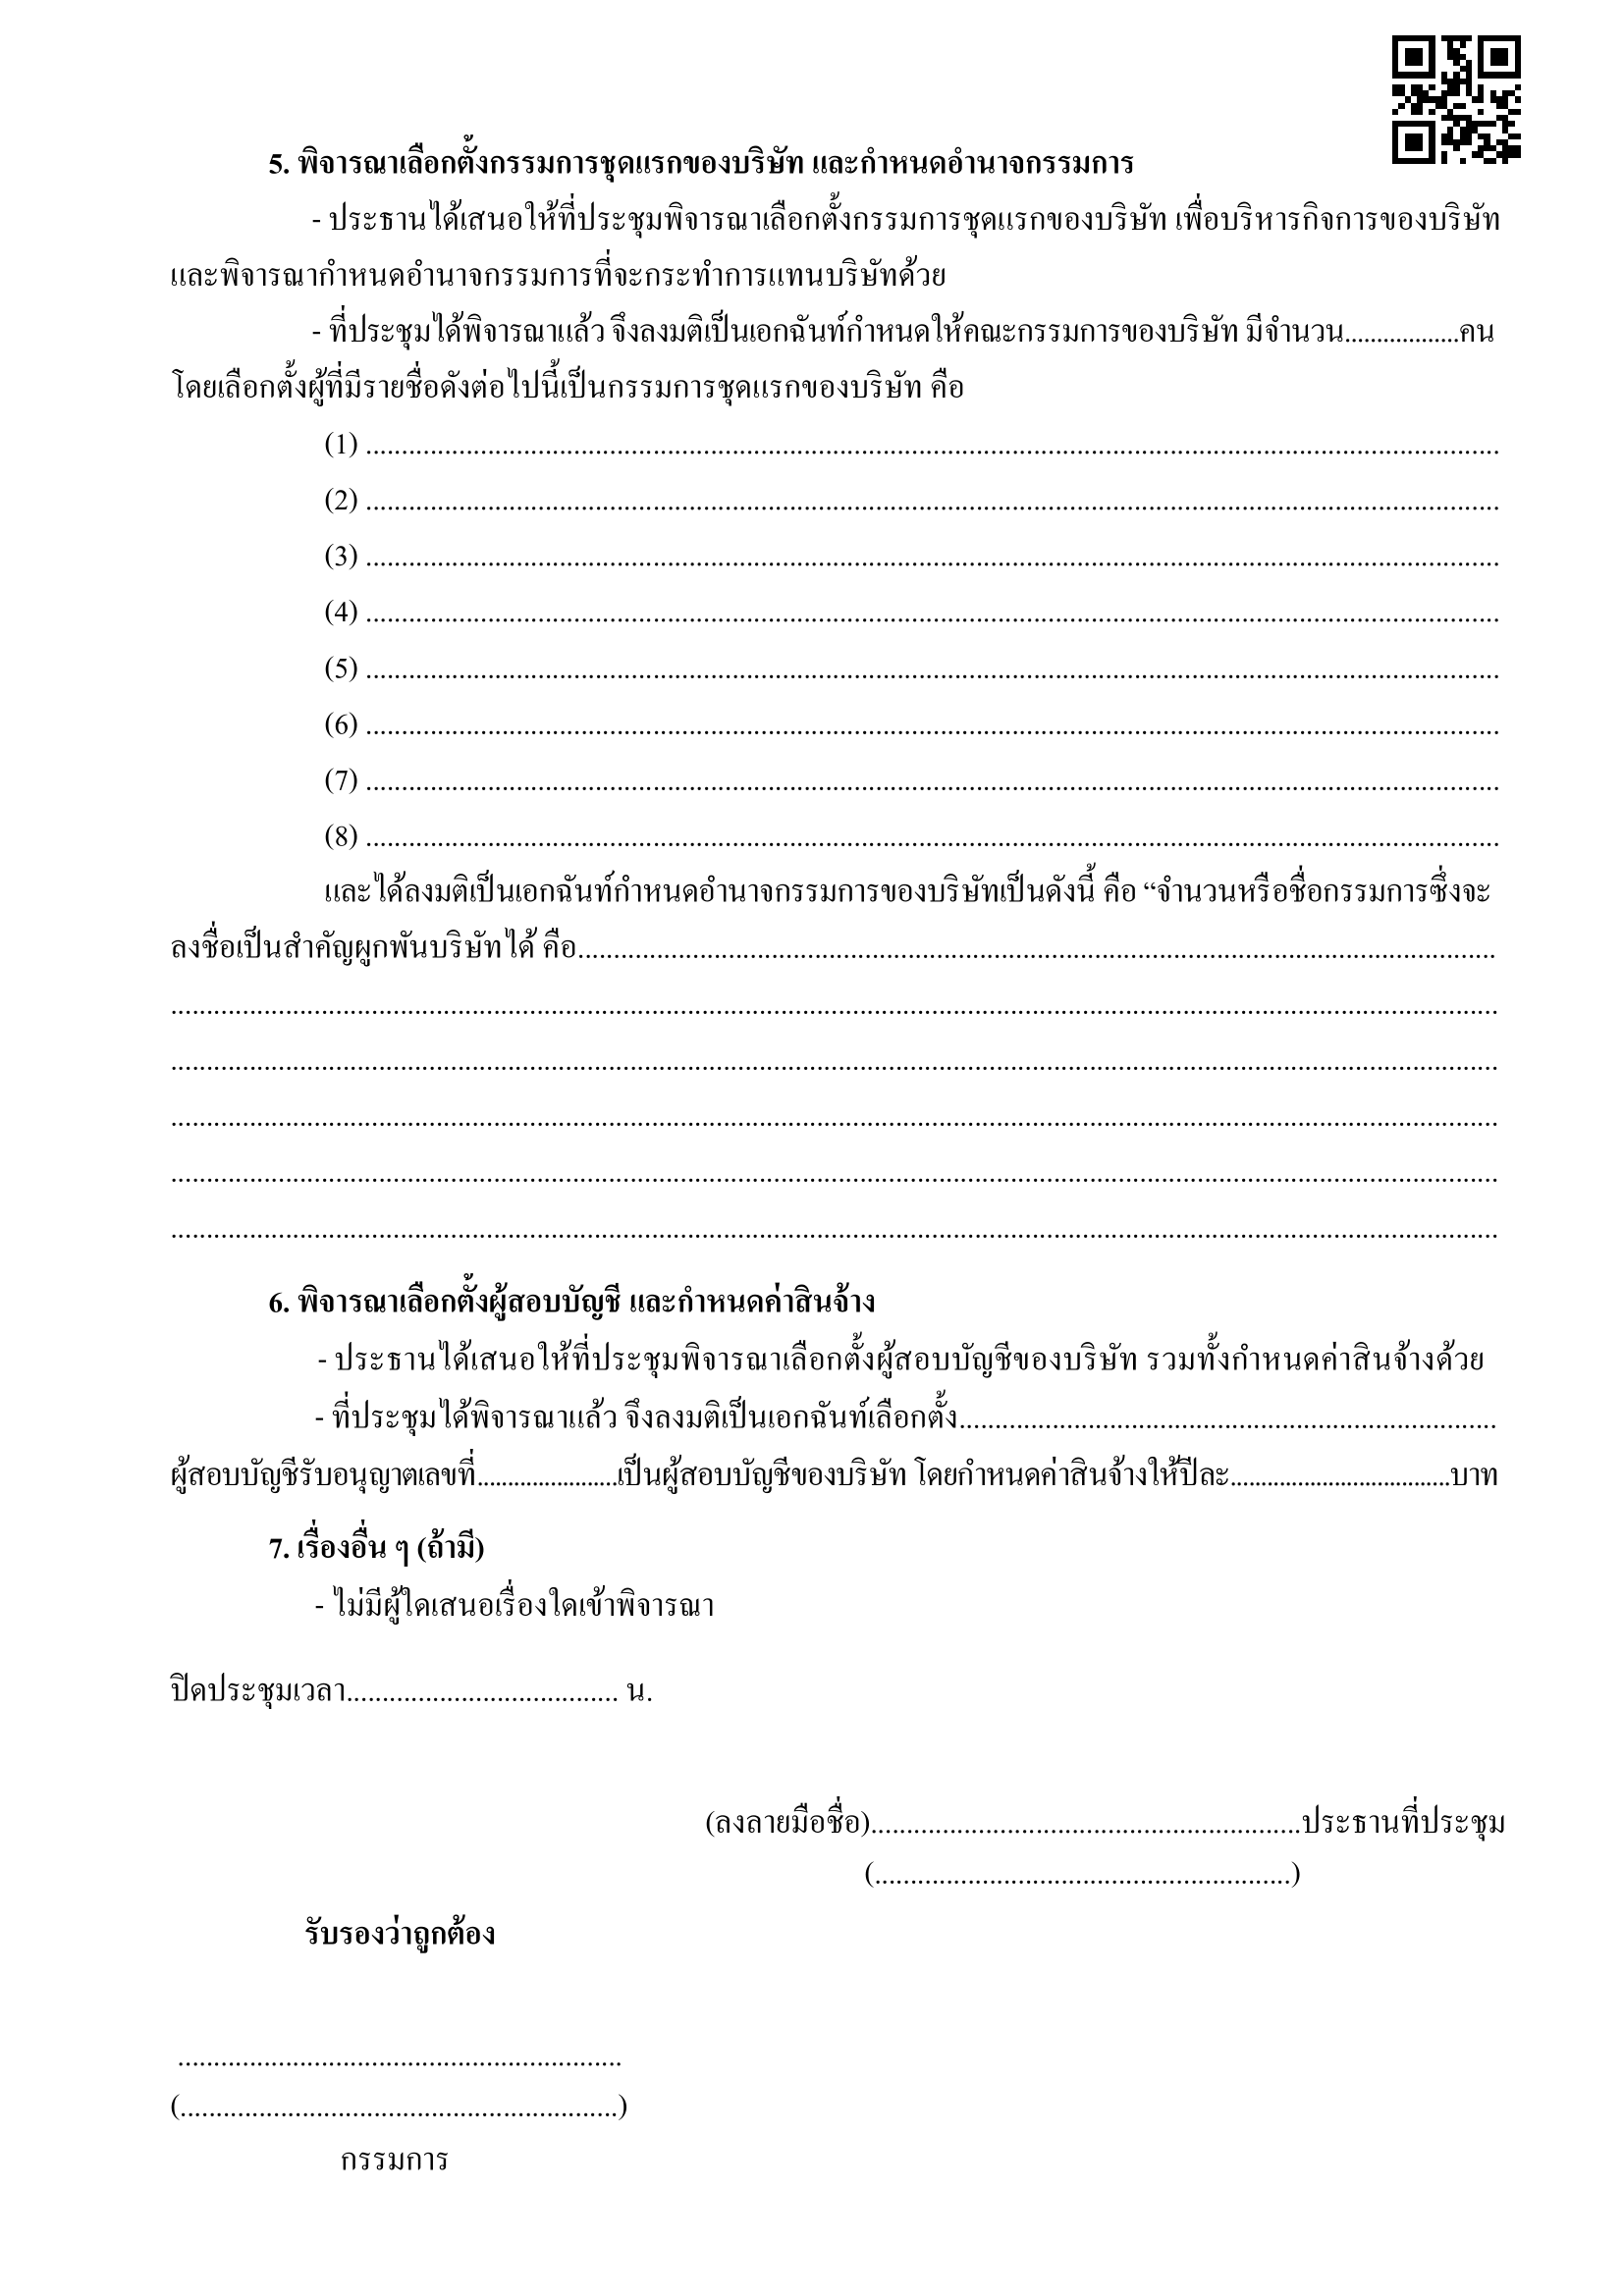 5. พิจารณาเลือกตั้งกรรมการชุดแรกของบริษัท และกำหนดอำนาจกรรมการ
- ประธานได้เสนอให้ที่ประชุมพิจารณาเลือกตั้งกรรมการชุดแรกของบริษัท เพื่อบริหารกิจการของบริษัท
และพิจารณากำหนดอำนาจกรรมการที่จะกระทำการแทนบริษัทด้วย
- ที่ประชุมได้พิจารณาแล้ว จึงลงมติเป็นเอกฉันท์กำหนดให้คณะกรรมการของบริษัท มีจำนวน..................คน
โดยเลือกตั้งผู้ที่มีรายชื่อดังต่อไปนี้เป็นกรรมการชุดแรกของบริษัท คือ
(1) ..............................................................................
(2) ..............................................................................
(3) ..............................................................................
(4) ..............................................................................
(5) ..............................................................................
(6) ..............................................................................
(7) ..............................................................................
(8) ..............................................................................
และได้ลงมติเป็นเอกฉันท์กำหนดอำนาจกรรมการของบริษัทเป็นดังนี้ คือ “จำนวนหรือชื่อกรรมการซึ่งจะ
ลงชื่อเป็นสำคัญผูกพันบริษัทได้ คือ..............................................................................
..............................................................................
..............................................................................
..............................................................................
..............................................................................
..............................................................................
6. พิจารณาเลือกตั้งผู้สอบบัญชี และกำหนดค่าสินจ้าง
- ประธานได้เสนอให้ที่ประชุมพิจารณาเลือกตั้งผู้สอบบัญชีของบริษัท รวมทั้งกำหนดค่าสินจ้างด้วย
- ที่ประชุมได้พิจารณาแล้ว จึงลงมติเป็นเอกฉันท์เลือกตั้ง...........................................................................
ผู้สอบบัญชีรับอนุญาตเลขที่.......................เป็นผู้สอบบัญชีของบริษัท โดยกำหนดค่าสินจ้างให้ปีละ....................................บาท
7. เรื่องอื่น ๆ (ถ้ามี)
- ไม่มีผู้ใดเสนอเรื่องใดเข้าพิจารณา
ปิดประชุมเวลา...................................... น.
(ลงลายมือชื่อ)............................................................ประธานที่ประชุม
(..........................................................)
รับรองว่าถูกต้อง
..............................................................
(.............................................................)
กรรมการ